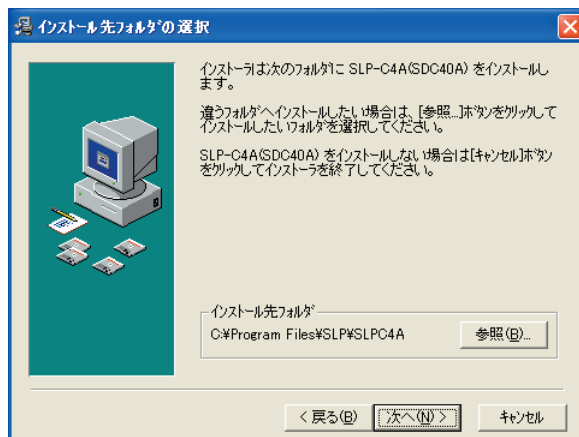 インストール先フォルダの選択
インストーラは次のフォルダに SLP-C4A(SDC40A) をインストールし
ます。
違うフォルダへインストールしたい場合は、[参照...]ボタンをクリックして
インストールしたいフォルダを選択してください。
SLP-C4A(SDC40A) をインストールしない場合は[キャンセル]ボタン
をクリックしてインストーラを終了してください。
インストール先フォルダ
C:¥Program Files¥SLP¥SLPC4A
参照(B)...
< 戻る(B)
次へ(N) >
キャンセル